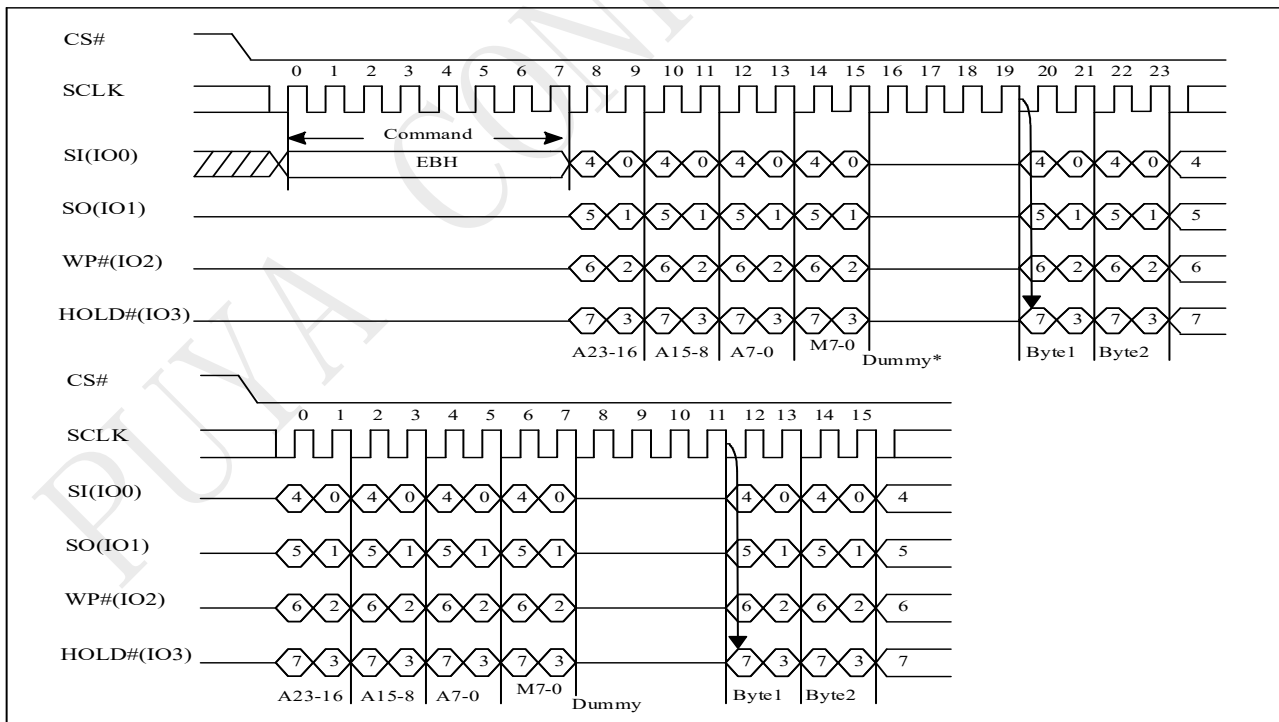 PUYA CON
CS#
0 1 2 3 4 5 6 7 8 9 10 11 12 13 14 15 16 17 18 19 20 21 22 23
SCLK
Command
SI(IO0) EBH 4 0 4 0 4 0 4 0 4 0 4 0 4
SO(IO1) 5 1 5 1 5 1 5 1 5 1 5 1 5
WP#(IO2) 6 2 6 2 6 2 6 2 6 2 6 2 6
HOLD#(IO3) 7 3 7 3 7 3 7 3 7 3 7 3 7
A23-16 A15-8 A7-0 M7-0 Dummy* Byte1 Byte2
CS#
0 1 2 3 4 5 6 7 8 9 10 11 12 13 14 15
SCLK
SI(IO0) 4 0 4 0 4 0 4 0 4 0 4 0 4
SO(IO1) 5 1 5 1 5 1 5 1 5 1 5 1 5
WP#(IO2) 6 2 6 2 6 2 6 2 6 2 6 2 6
HOLD#(IO3) 7 3 7 3 7 3 7 3 7 3 7 3 7
A23-16 A15-8 A7-0 M7-0 Dummy Byte1 Byte2